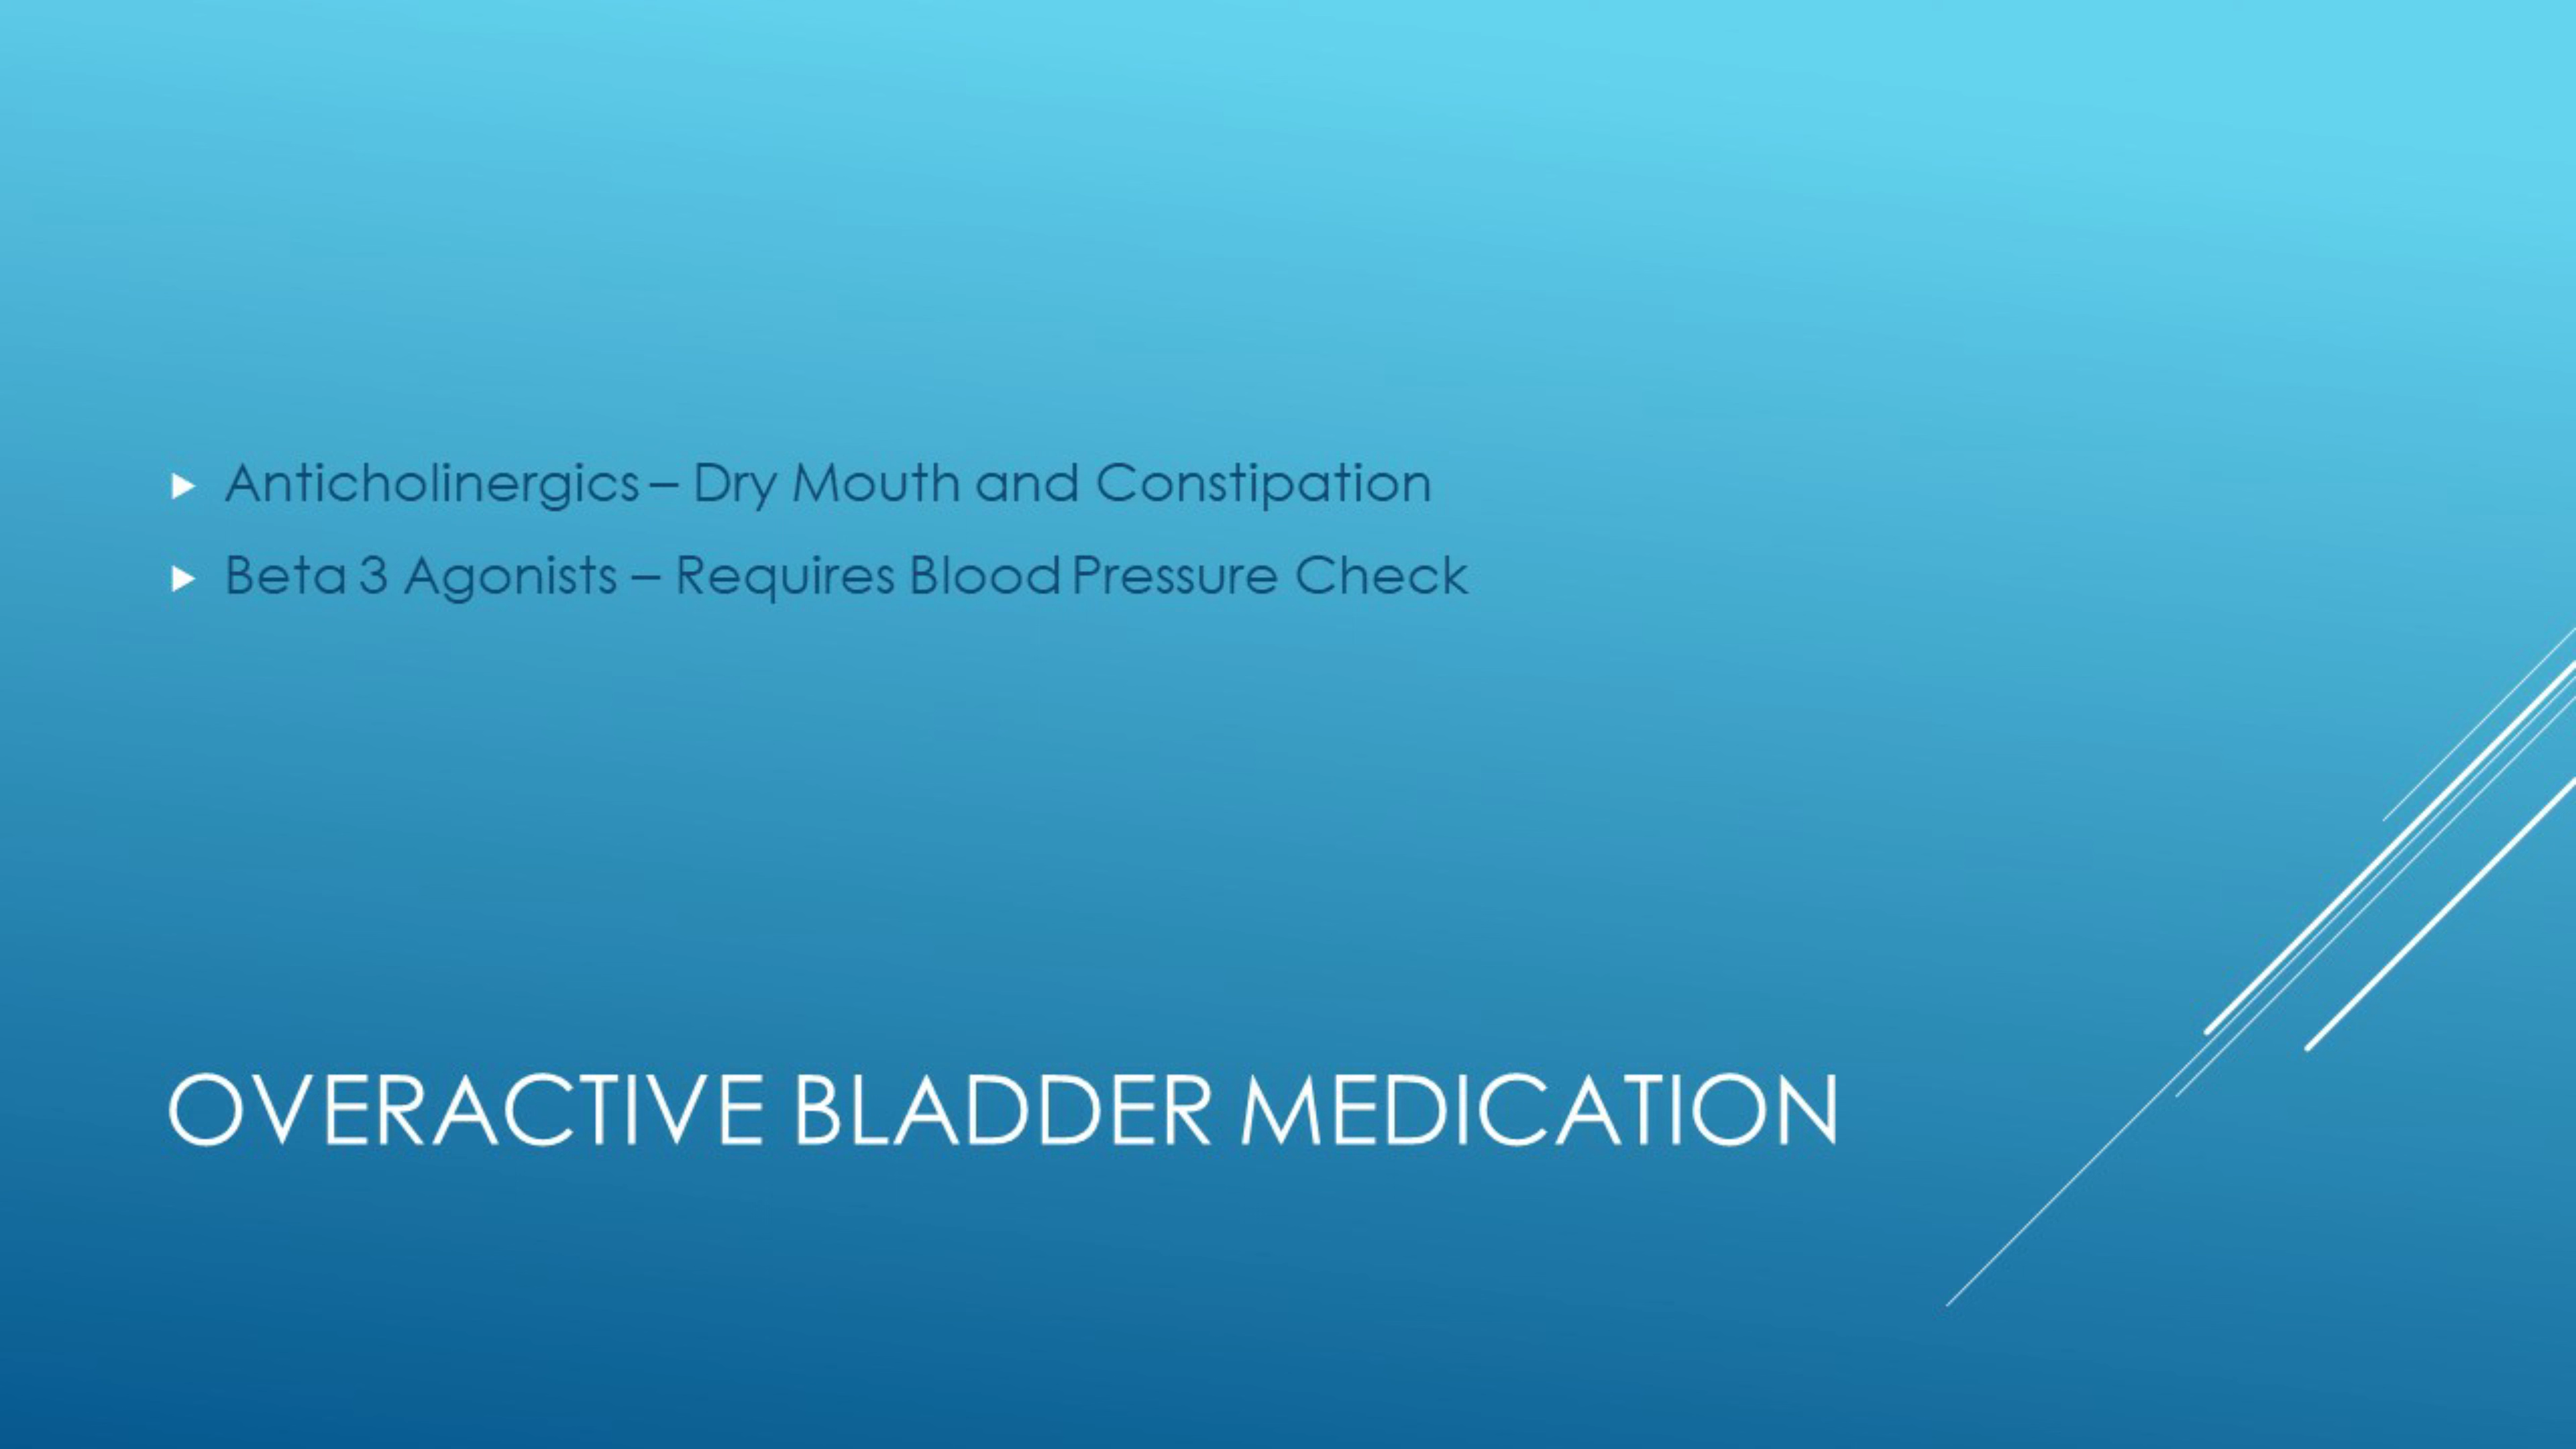 Anticholinergics – Dry Mouth and Constipation
Beta 3 Agonists – Requires Blood Pressure Check
OVERACTIVE BLADDER MEDICATION